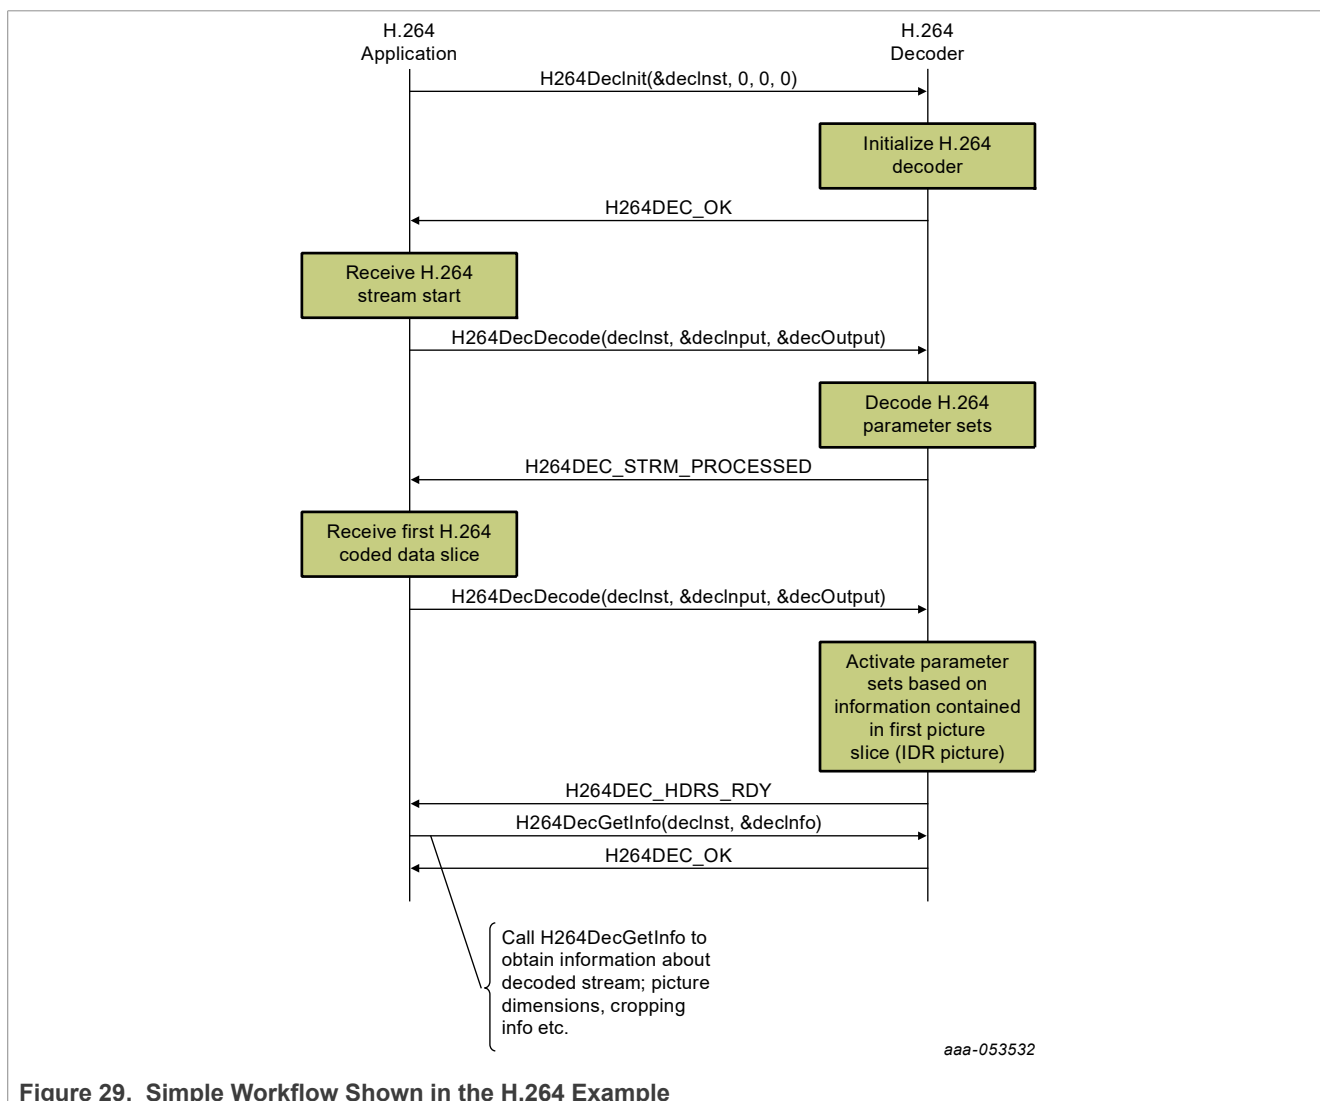 H.264
Application
H.264
Decoder
H264DecInit(&decInst, 0, 0, 0)
Initialize H.264
decoder
H264DEC_OK
Receive H.264
stream start
H264DecDecode(decInst, &decInput, &decOutput)
Decode H.264
parameter sets
H264DEC_STRM_PROCESSED
Receive first H.264
coded data slice
H264DecDecode(decInst, &decInput, &decOutput)
Activate parameter
sets based on
information contained
in first picture
slice (IDR picture)
H264DEC_HDRS_RDY
H264DecGetInfo(decInst, &decInfo)
H264DEC_OK
Call H264DecGetInfo to
obtain information about
decoded stream; picture
dimensions, cropping
info etc.
aaa-053532
Figure 29. Simple Workflow Shown in the H.264 Example